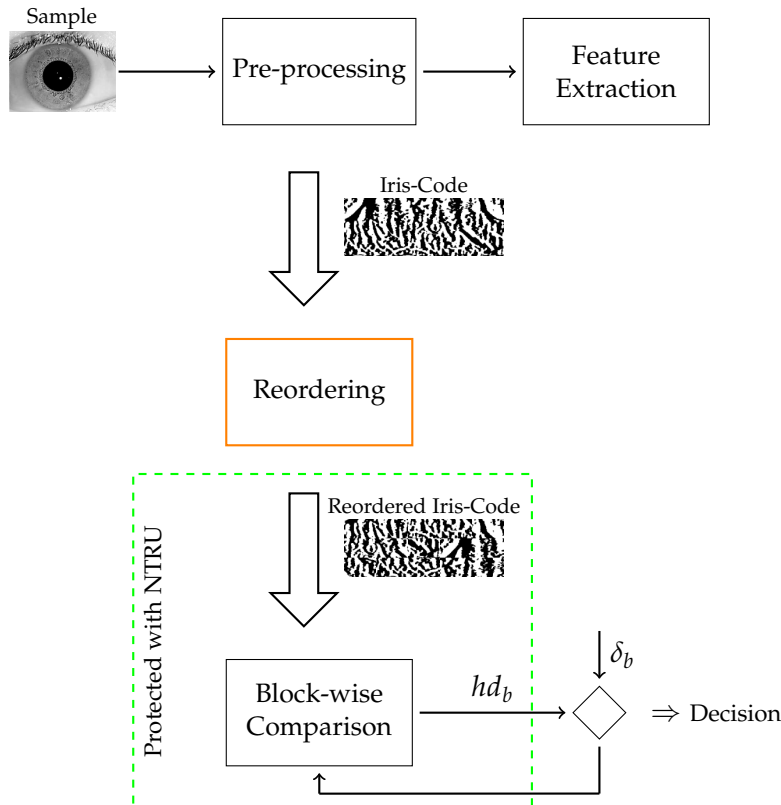 Sample
Pre-processing
Feature
Extraction
Iris-Code
Reordering
Protected with NTRU
Reordered Iris-Code
Block-wise
Comparison
hd_b
δ_b
⇒ Decision